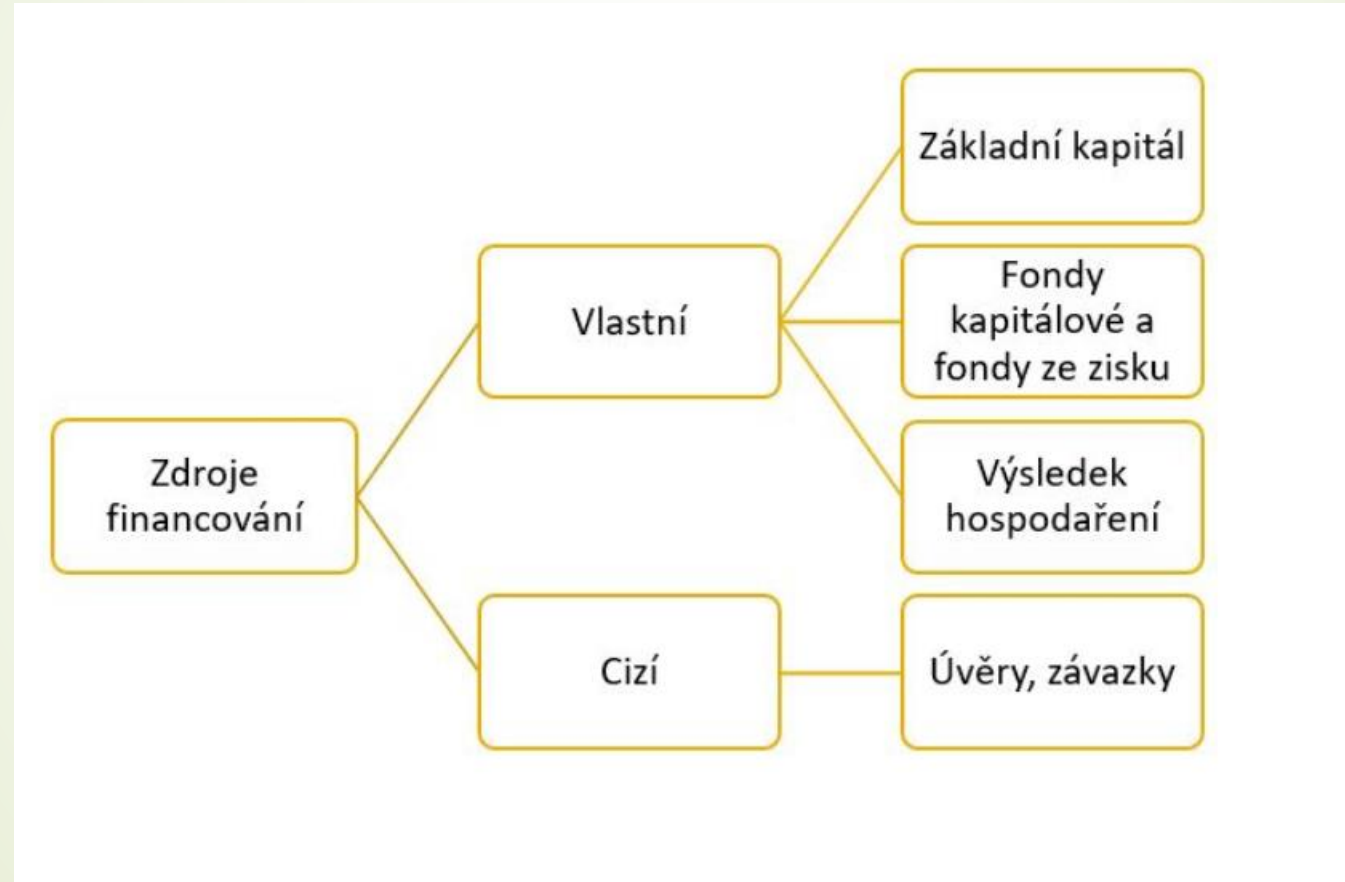 Základní kapitál
Vlastní
Fondy
kapitálové a
fondy ze zisku
Zdroje
financování
Výsledek
hospodaření
Cizí
Úvěry, závazky